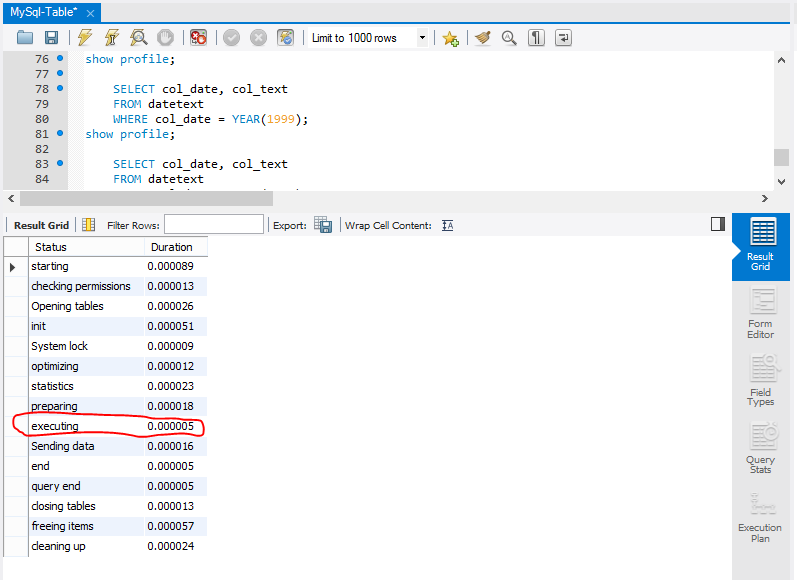 MySql-Table*
Limit to 1000 rows
76 show profile;
77
78 SELECT col_date, col_text
79 FROM datetext
80 WHERE col_date = YEAR(1999);
81 show profile;
82
83 SELECT col_date, col_text
84 FROM datetext
Result Grid Filter Rows: Export: Wrap Cell Content:
Status Duration
starting 0.000089
checking permissions 0.000013
Opening tables 0.000026
init 0.000051
System lock 0.000009
optimizing 0.000012
statistics 0.000023
preparing 0.000018
executing 0.000005
Sending data 0.000016
end 0.000005
query end 0.000005
closing tables 0.000013
freeing items 0.000057
cleaning up 0.000024
Result
Grid
Form
Editor
Field
Types
Query
Stats
Execution
Plan